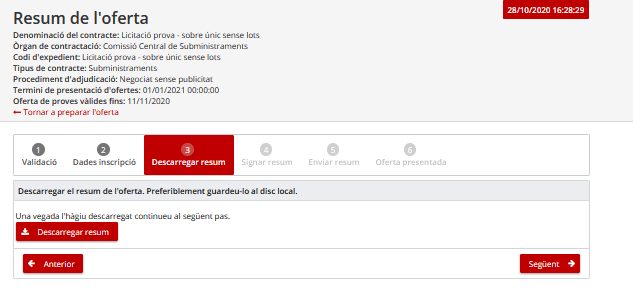 Resum de l'oferta
28/10/2020 16:28:29
Denominació del contracte: Licitació prova - sobre únic sense lots
Òrgan de contractació: Comissió Central de Subministraments
Codi d'expedient: Licitació prova - sobre únic sense lots
Tipus de contracte: Subministraments
Procediment d'adjudicació: Negociat sense publicitat
Termini de presentació d'ofertes: 01/01/2021 00:00:00
Oferta de proves vàlides fins: 11/11/2020
Tornar a preparar l'oferta
1 2 3 4 5 6
Validació Dades inscripció Descarregar resum Signar resum Enviar resum Oferta presentada
Descarregar el resum de l'oferta. Preferiblement guardeu-lo al disc local.
Una vegada l'hàgiu descarregat continueu al següent pas.
Descarregar resum
Anterior Següent